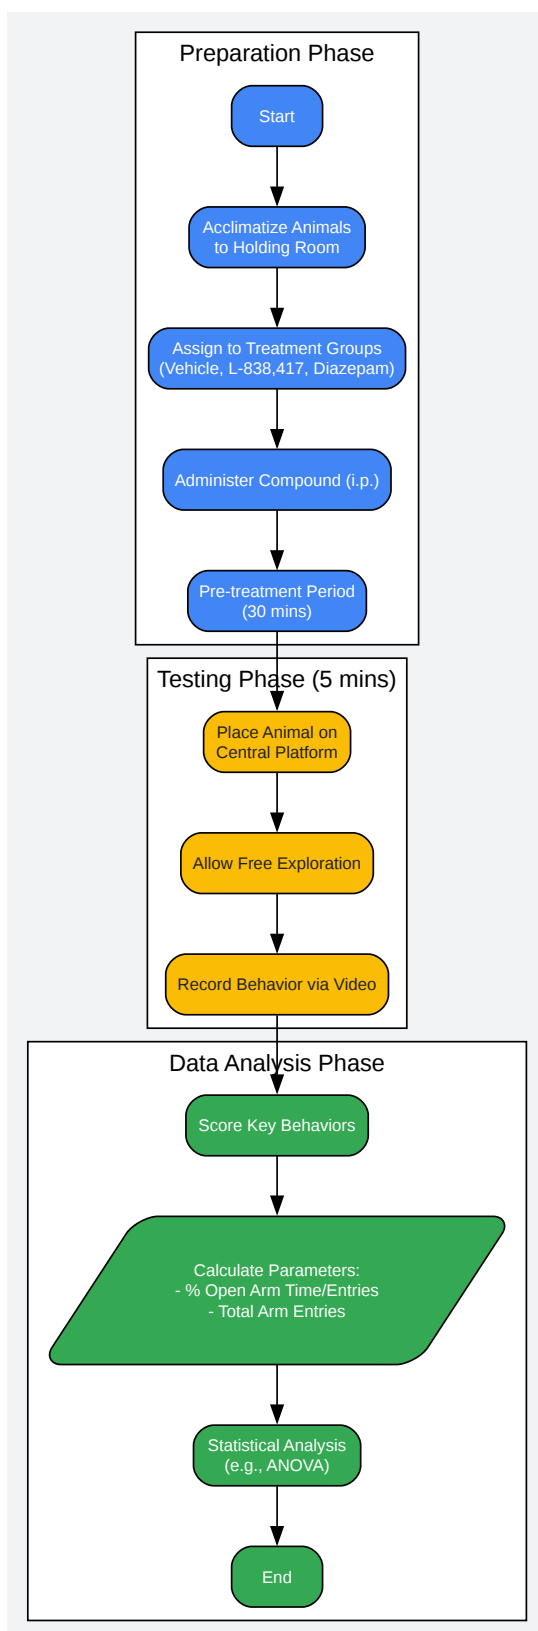 Preparation Phase
Start
Acclimatize Animals
to Holding Room
Assign to Treatment Groups
(Vehicle, L-838,417, Diazepam)
Administer Compound (i.p.)
Pre-treatment Period
(30 mins)
Testing Phase (5 mins)
Place Animal on
Central Platform
Allow Free Exploration
Record Behavior via Video
Data Analysis Phase
Score Key Behaviors
Calculate Parameters:
- % Open Arm Time/Entries
- Total Arm Entries
Statistical Analysis
(e.g., ANOVA)
End